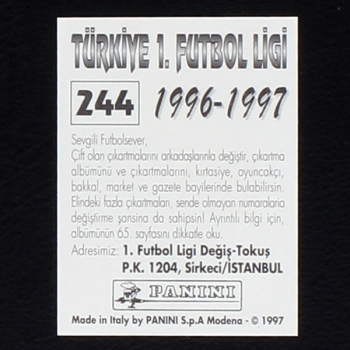 TÜRKİYE 1. FUTBOL LİGİ
244 1996-1997
Sevgili Futbolsever,
Çift olan çıkartmalarını arkadaşlarınla değiştir, çıkartma
albümünü ve çıkartmalarını, kırtasiye, oyuncakçı,
bakkal, market ve gazete bayilerinde bulabilirsin.
Elindeki fazla çıkartmaları, sende olmayan numaralarla
değiştirme şansına da sahipsin! Ayrıntılı bilgi için,
albümünün 65. sayfasını dikkatle oku.
Adresimiz: 1. Futbol Ligi Değiş-Tokuş
P.K. 1204, Sirkeci/İSTANBUL
PANINI
Made in Italy by PANINI S.p.A Modena - © 1997